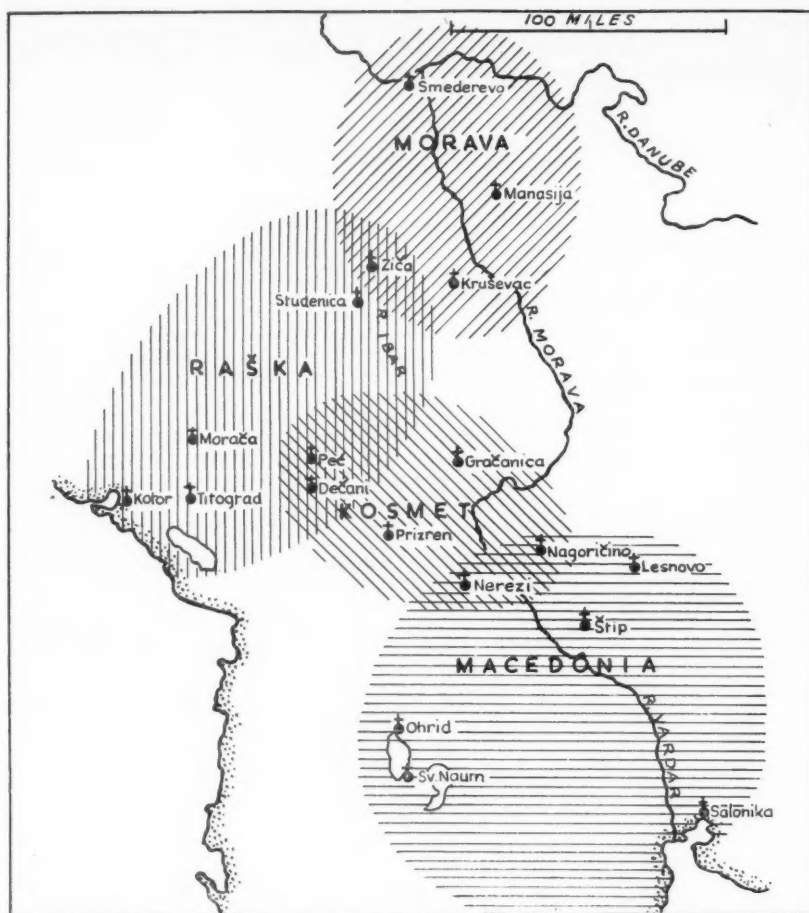 100 MILES
Smederevo
MORAVA
R. DANUBE
Manasija
Ziča
Kruševac
Studenica
R. IBAR
R. MORAVA
RAŠKA
Morača
Peć
Gračanica
Dečani
Kotor
Titograd
KOSMET
Prizren
Nagoričino
Lesnovo
Nerezi
Štip
MACEDONIA
R. VARDAR
Ohrid
Sv. Naum
Salonika